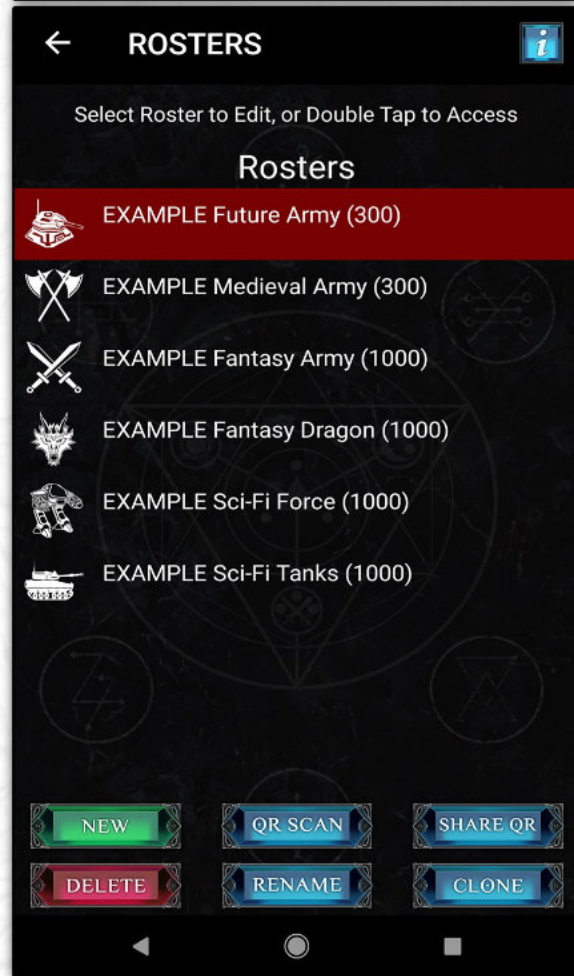 ROSTERS
i
Select Roster to Edit, or Double Tap to Access
Rosters
EXAMPLE Future Army (300)
EXAMPLE Medieval Army (300)
EXAMPLE Fantasy Army (1000)
EXAMPLE Fantasy Dragon (1000)
EXAMPLE Sci-Fi Force (1000)
EXAMPLE Sci-Fi Tanks (1000)
NEW QR SCAN SHARE QR
DELETE RENAME CLONE